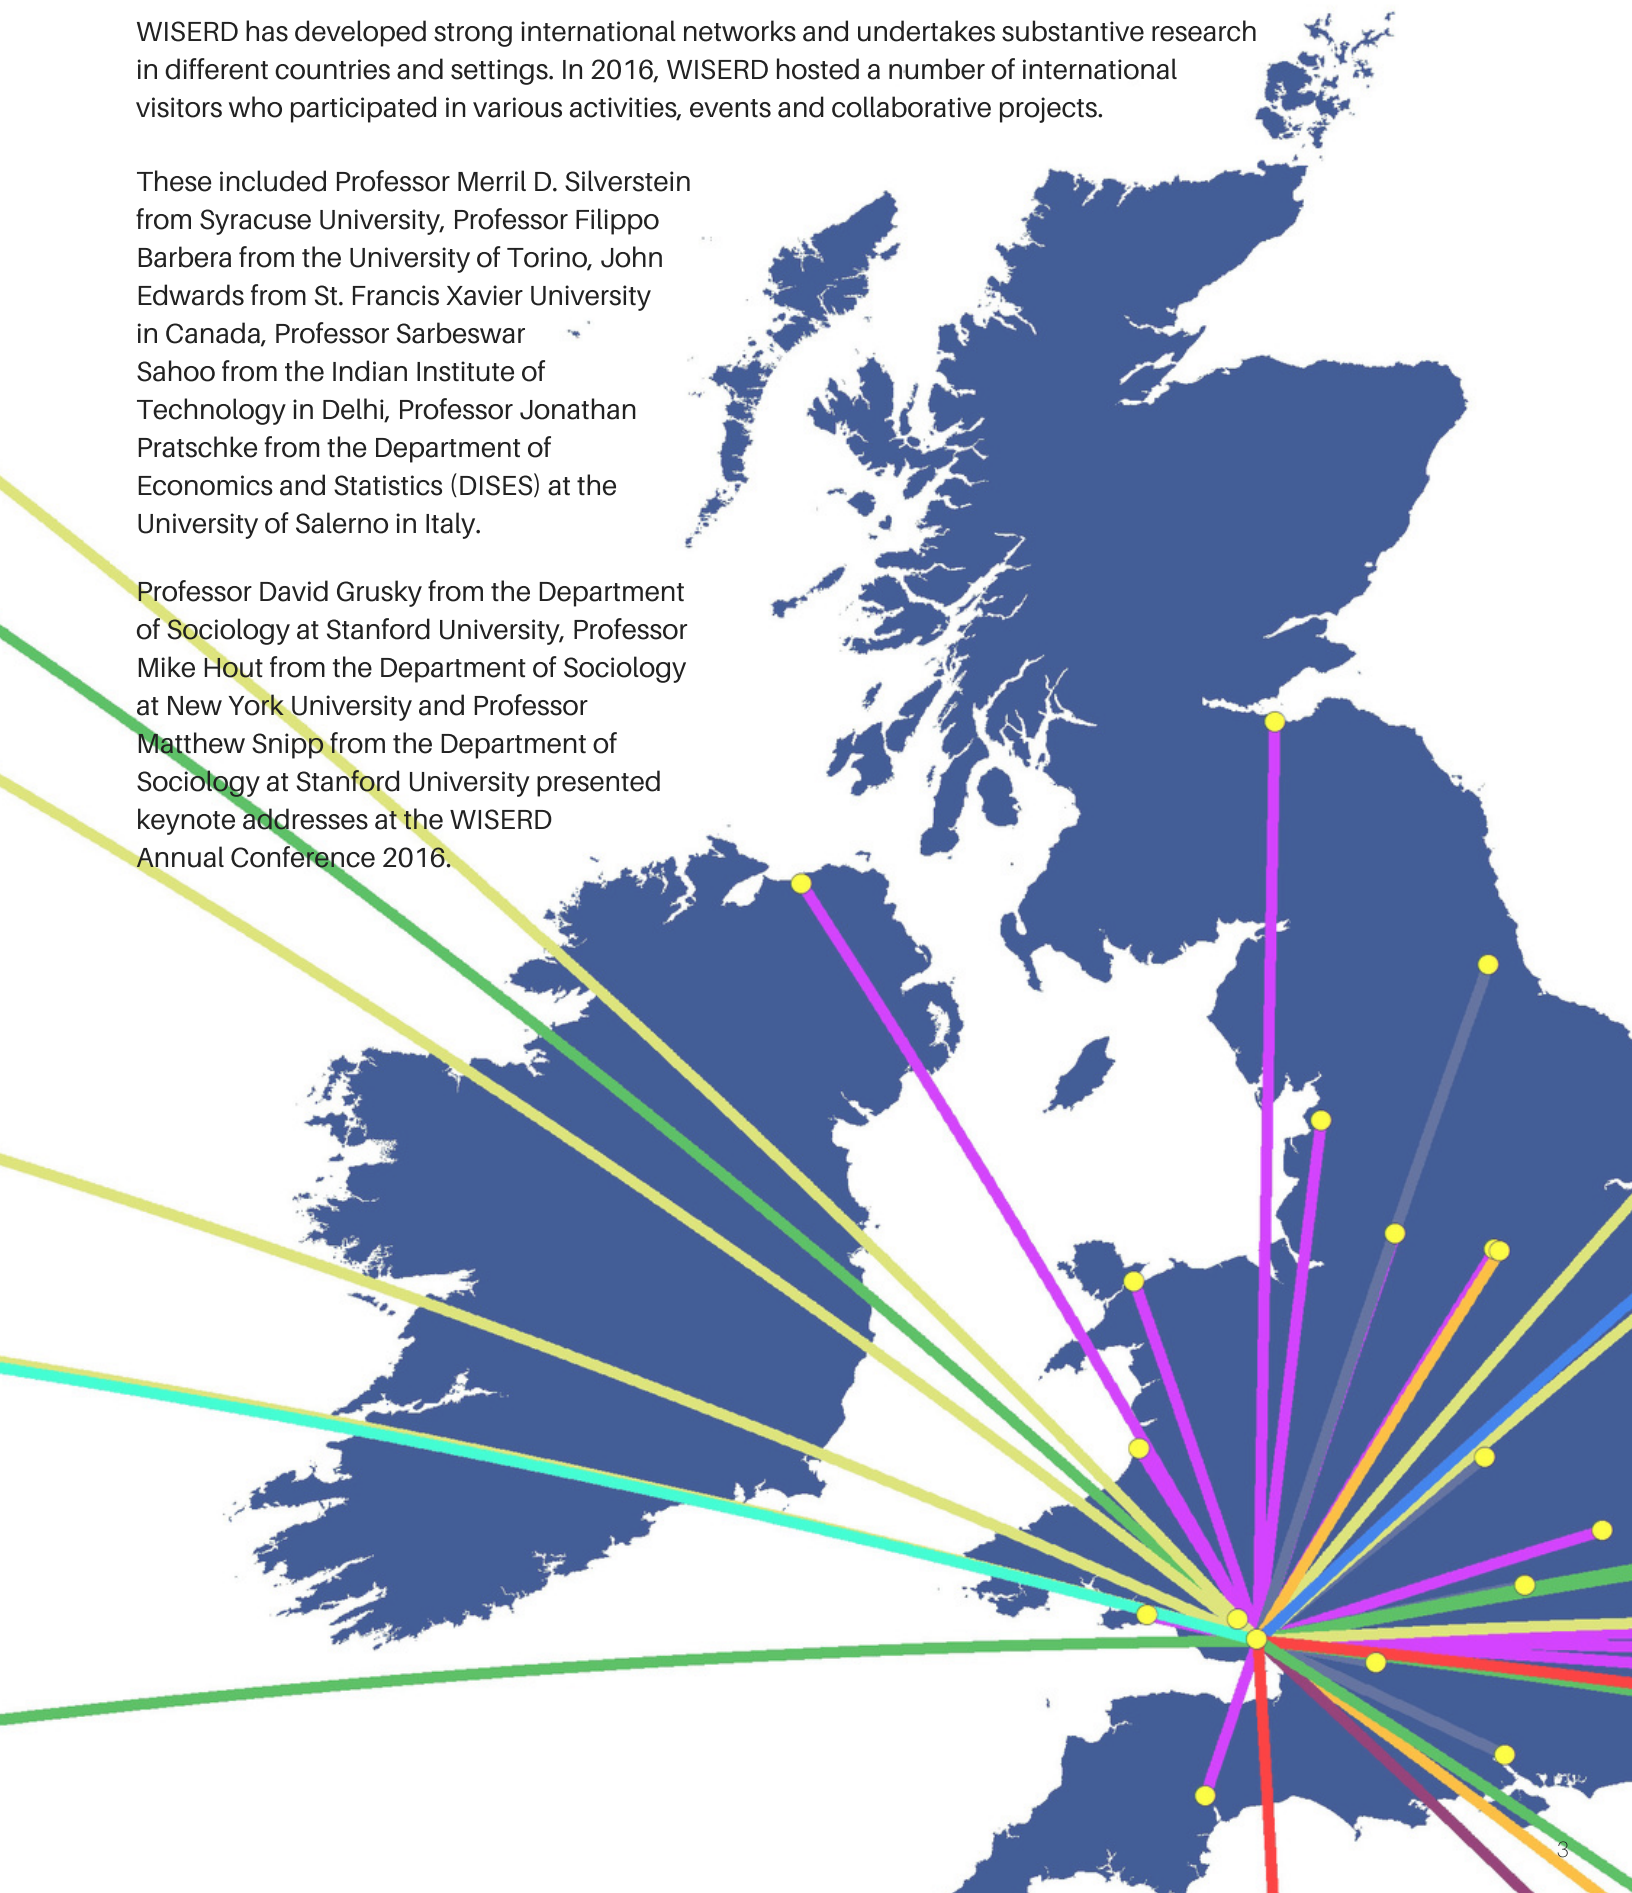 WISERD has developed strong international networks and undertakes substantive research
in different countries and settings. In 2016, WISERD hosted a number of international
visitors who participated in various activities, events and collaborative projects.
These included Professor Merril D. Silverstein
from Syracuse University, Professor Filippo
Barbera from the University of Torino, John
Edwards from St. Francis Xavier University
in Canada, Professor Sarbeswar
Sahoo from the Indian Institute of
Technology in Delhi, Professor Jonathan
Pratschke from the Department of
Economics and Statistics (DISES) at the
University of Salerno in Italy.
Professor David Grusky from the Department
of Sociology at Stanford University, Professor
Mike Hout from the Department of Sociology
at New York University and Professor
Matthew Snipp from the Department of
Sociology at Stanford University presented
keynote addresses at the WISERD
Annual Conference 2016.
3